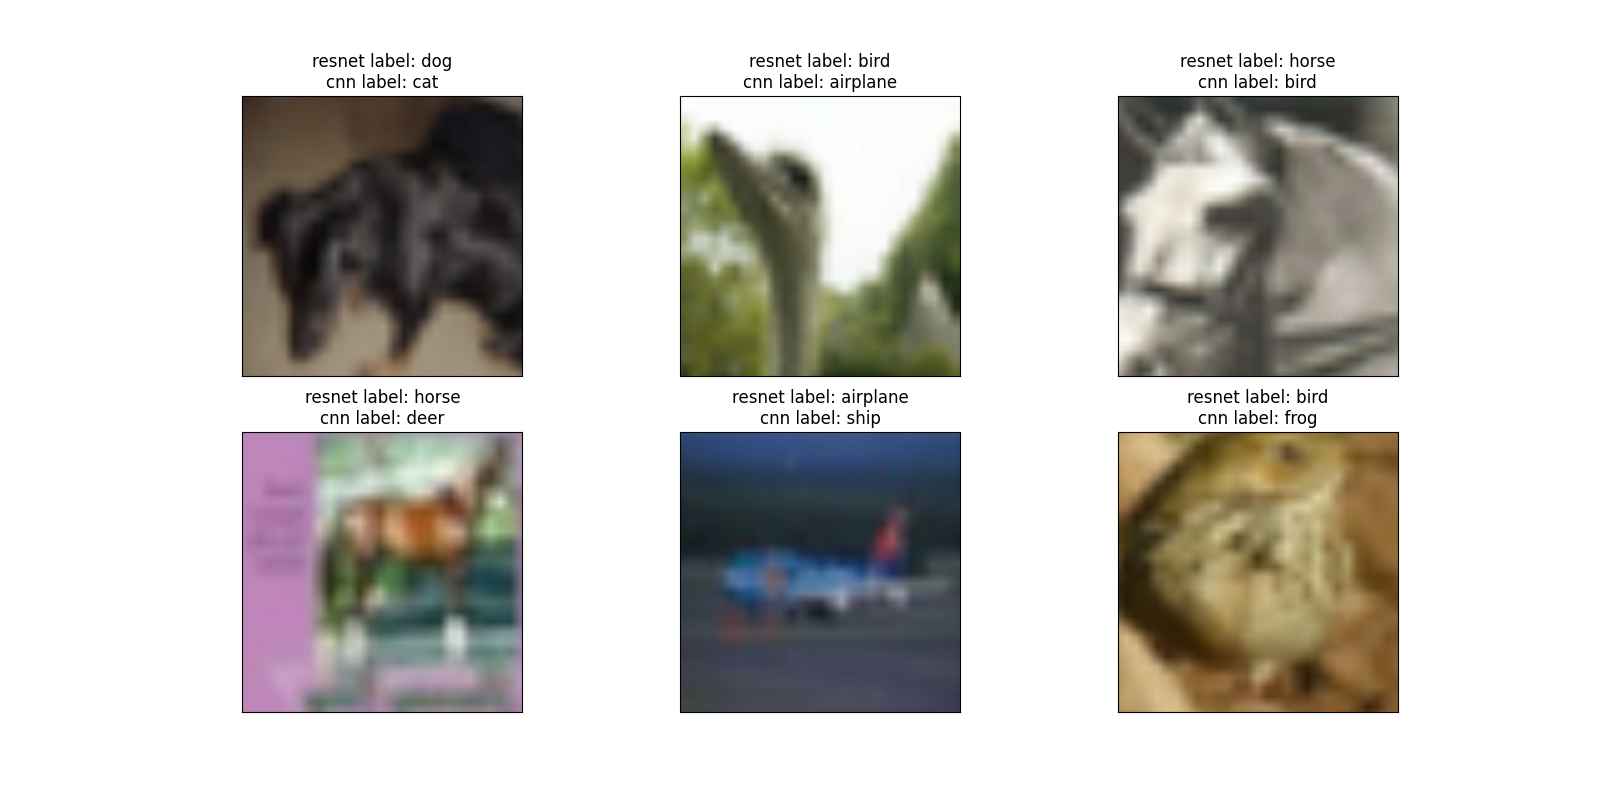 resnet label: dog
cnn label: cat
resnet label: bird
cnn label: airplane
resnet label: horse
cnn label: bird
resnet label: horse
cnn label: deer
resnet label: airplane
cnn label: ship
resnet label: bird
cnn label: frog